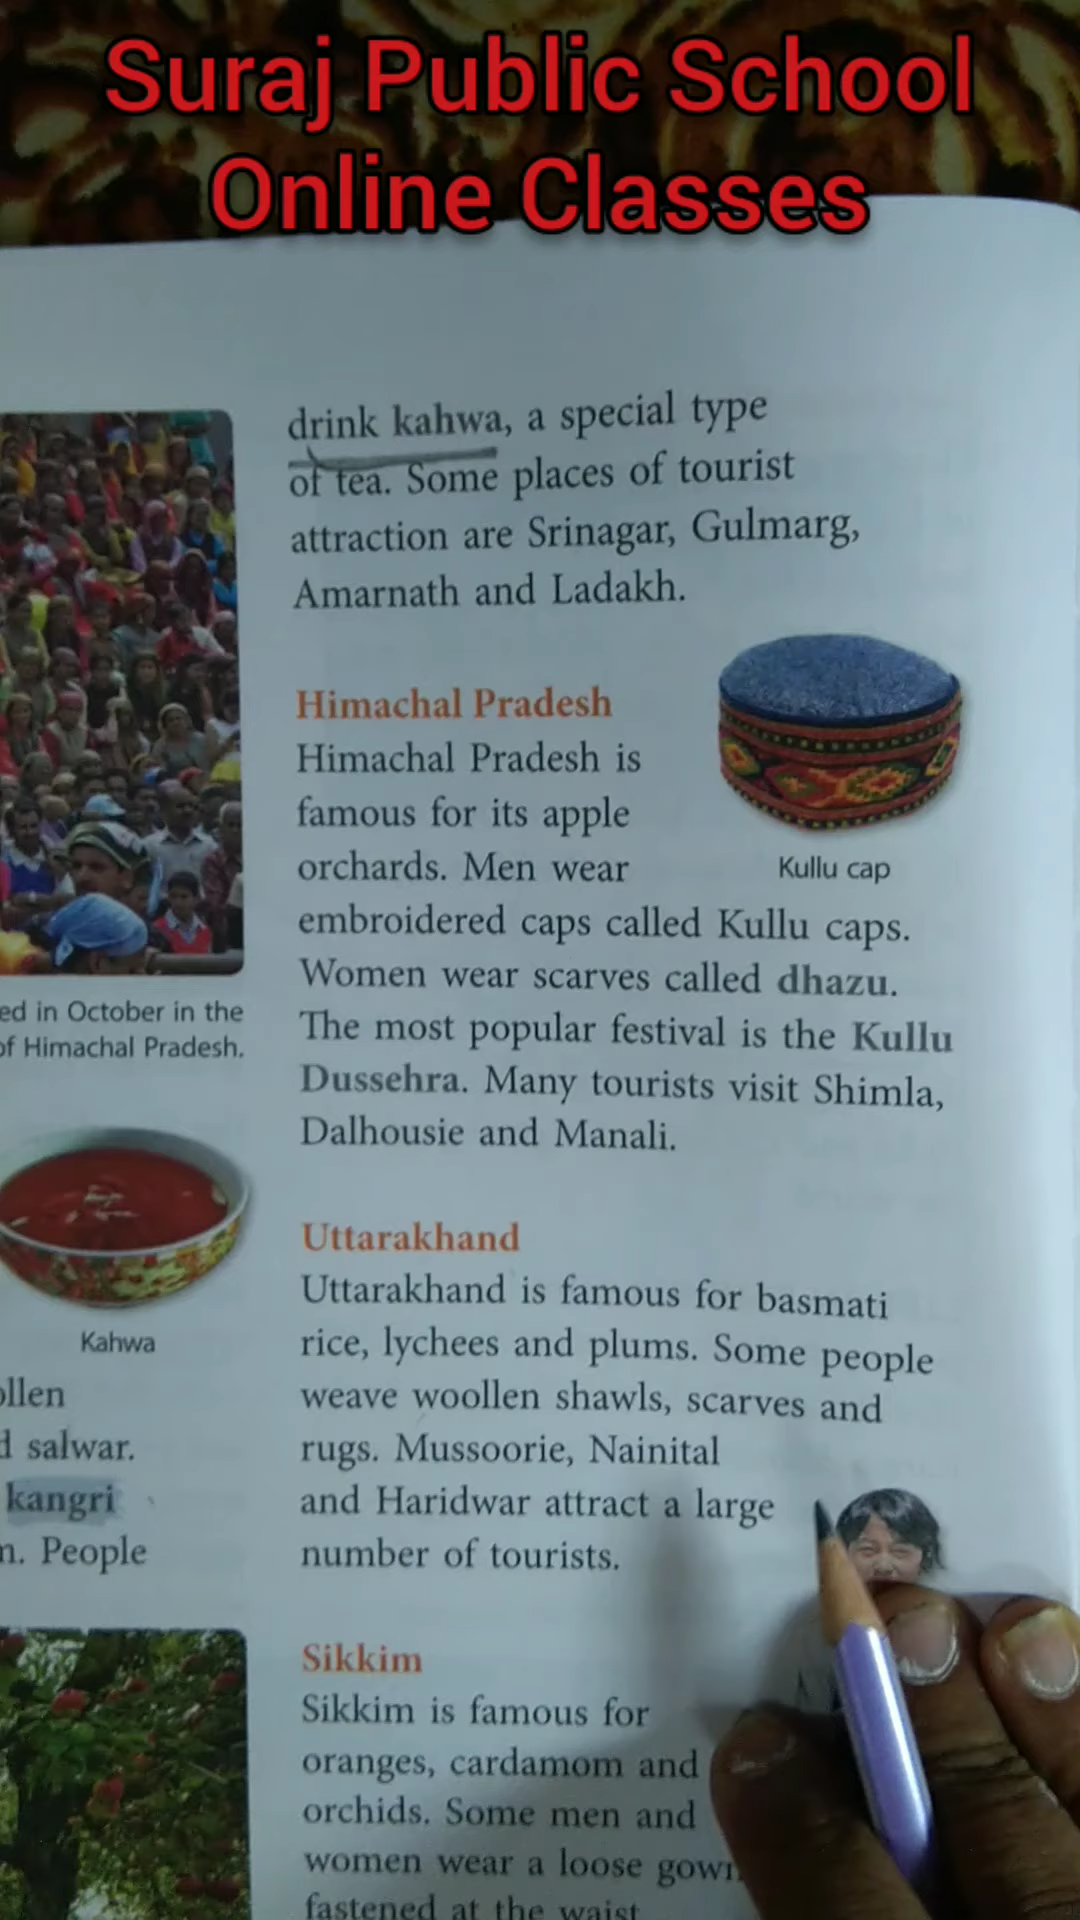 Suraj Public School
Online Classes
drink kahwa, a special type
of tea. Some places of tourist
attraction are Srinagar, Gulmarg,
Amarnath and Ladakh.
Himachal Pradesh
Himachal Pradesh is
famous for its apple
orchards. Men wear
Kullu cap
embroidered caps called Kullu caps.
Women wear scarves called dhazu.
The most popular festival is the Kullu
Dussehra. Many tourists visit Shimla,
Dalhousie and Manali.
ed in October in the
of Himachal Pradesh.
Kahwa
ollen
d salwar.
kangri
n. People
Uttarakhand
Uttarakhand is famous for basmati
rice, lychees and plums. Some people
weave woollen shawls, scarves and
rugs. Mussoorie, Nainital
and Haridwar attract a large
number of tourists.
Sikkim
Sikkim is famous for
oranges, cardamom and
orchids. Some men and
women wear a loose gown
fastened at the waist